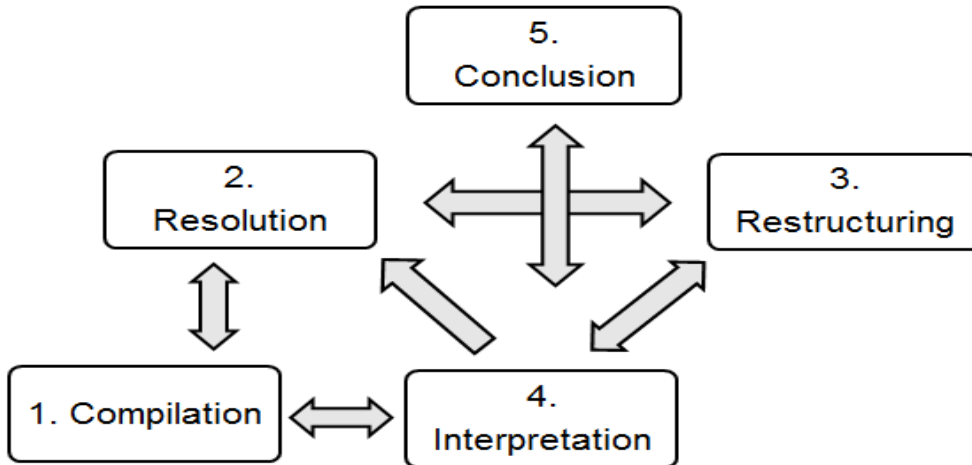 5.
Conclusion
2.
Resolution
3.
Restructuring
1. Compilation
4.
Interpretation